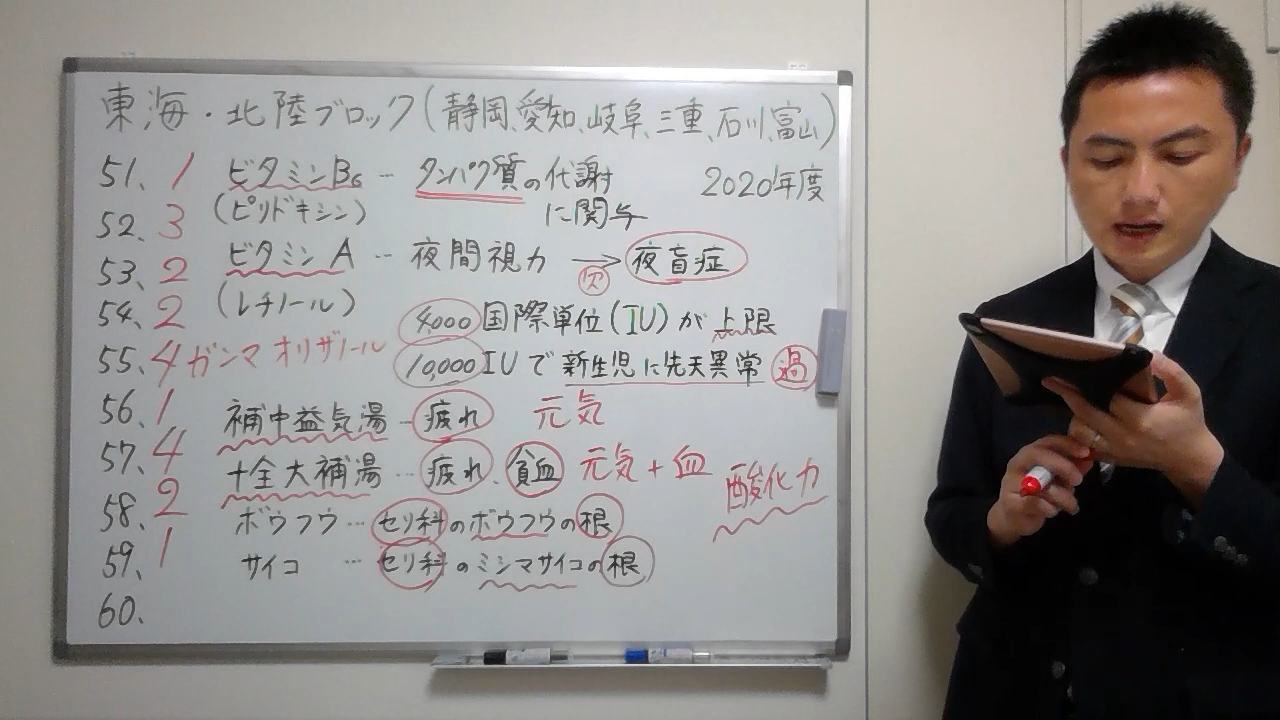 東海・北陸ブロック(静岡、愛知、岐阜、三重、石川、富山)
2020年度
51. 1 ビタミンB6 … タンパク質の代謝
に関与
52. 3 (ピリドキシン)
53. 2 ビタミンA … 夜間視力 → 夜盲症
欠
54. 2 (レチノール)
4,000 国際単位(IU)が上限
55. 4 ガンマオリザノール
10,000 IUで新生児に先天異常 過
56. 1 補中益気湯 … 疲れ 元気
57. 4 十全大補湯 … 疲れ、貧血 元気+血
酸化力
58. 2 ボウフウ … セリ科のボウフウの根
59. 1 サイコ … セリ科のミシマサイコの根
60.